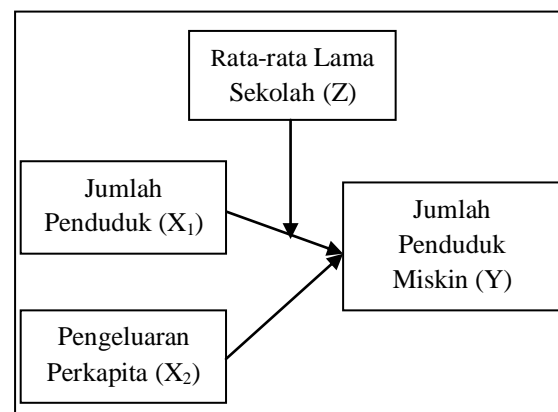 Rata-rata Lama
Sekolah (Z)
Jumlah
Penduduk (X₁)
Jumlah
Penduduk
Miskin (Y)
Pengeluaran
Perkapita (X₂)